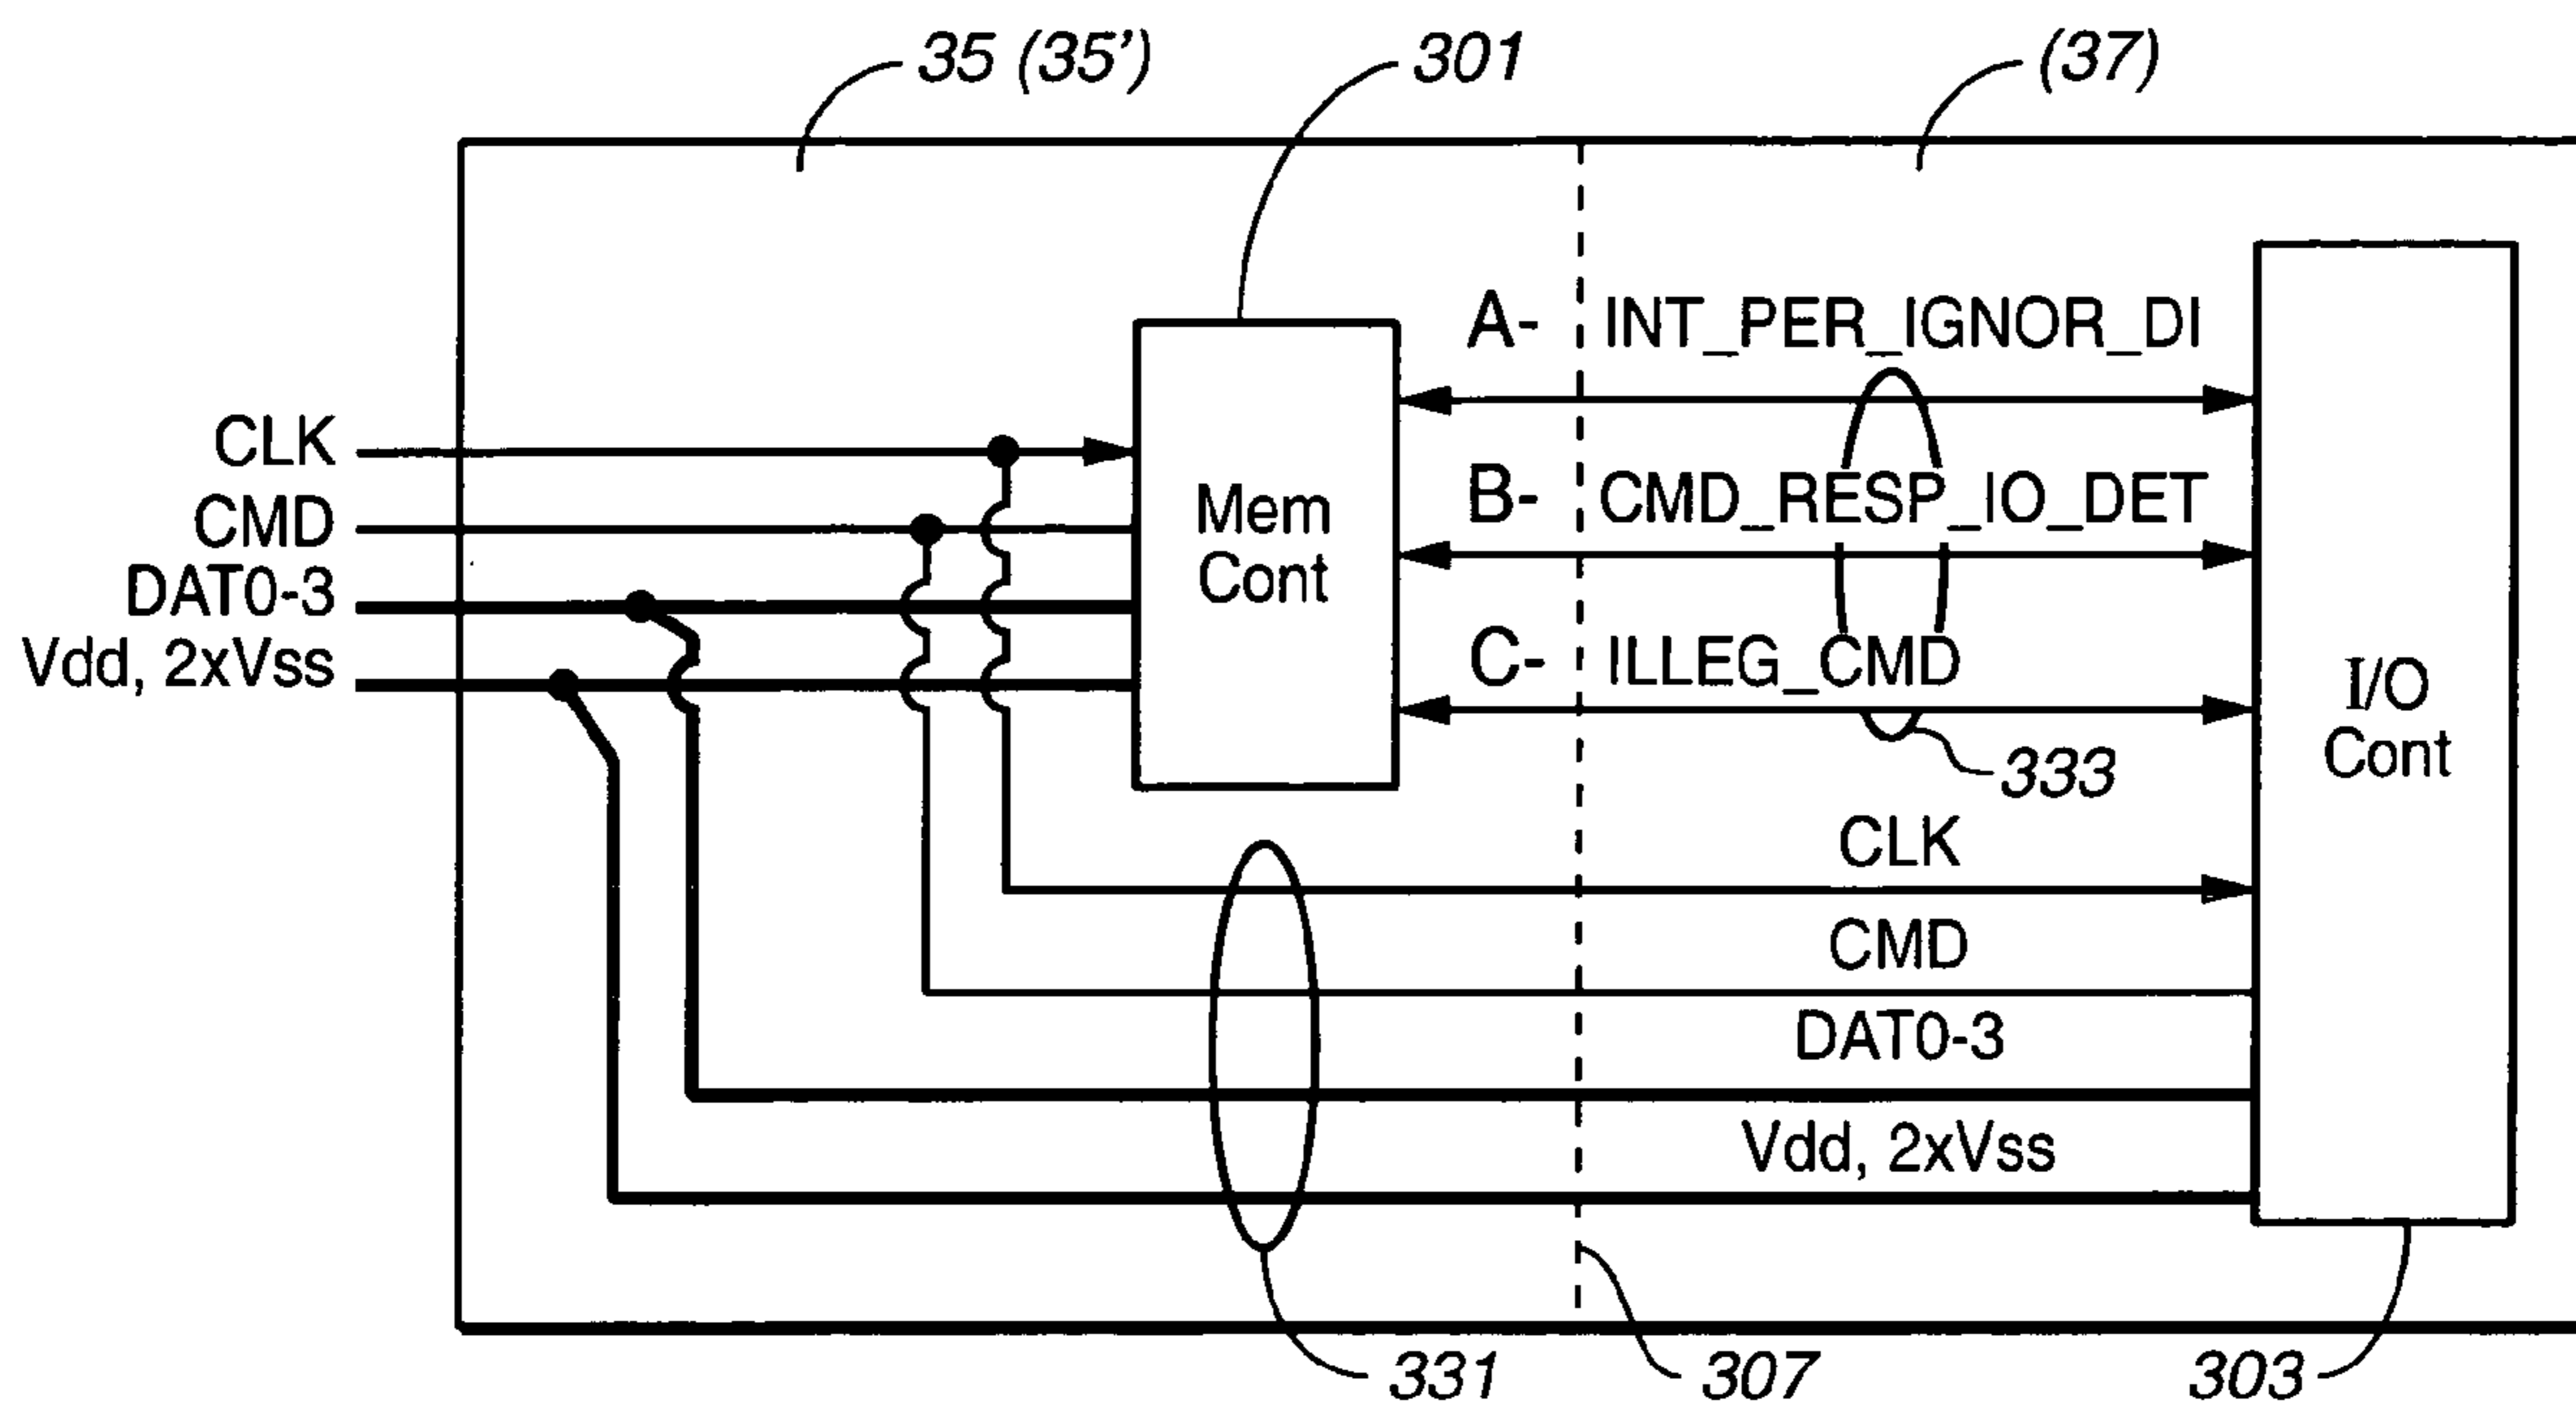 35 (35')
301
(37)
A- INT_PER_IGNOR_DI
CLK
B- CMD_RESP_IO_DET
CMD
Mem
Cont
DAT0-3
Vdd, 2xVss
C- ILLEG_CMD
I/O
Cont
333
CLK
CMD
DAT0-3
Vdd, 2xVss
331
307
303